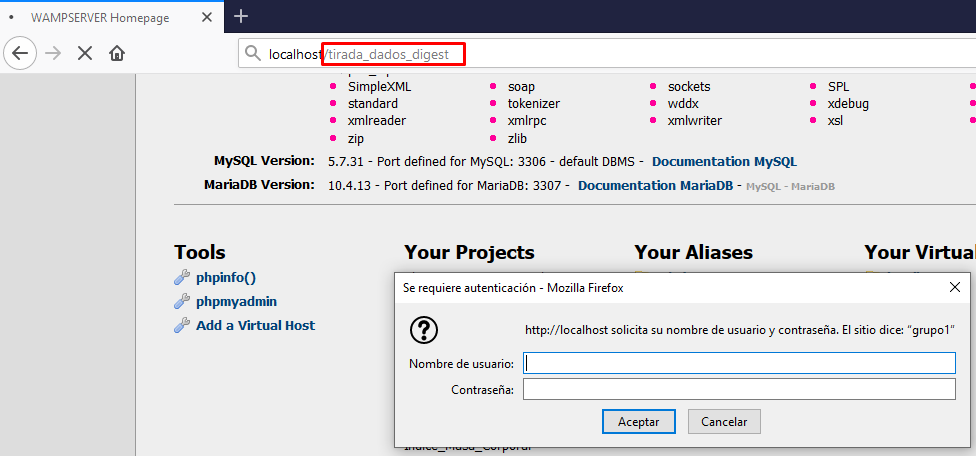 WAMPSERVER Homepage
localhost/tirada_dados_digest
SimpleXML soap sockets SPL
standard tokenizer wddx xdebug
xmlreader xmlrpc xmlwriter xsl
zip zlib
MySQL Version: 5.7.31 - Port defined for MySQL: 3306 - default DBMS - Documentation MySQL
MariaDB Version: 10.4.13 - Port defined for MariaDB: 3307 - Documentation MariaDB - MySQL - MariaDB
Tools Your Projects Your Aliases Your Virtu
phpinfo()
phpmyadmin
Add a Virtual Host
Se requiere autenticación - Mozilla Firefox
http://localhost solicita su nombre de usuario y contraseña. El sitio dice: “grupo1”
Nombre de usuario:
Contraseña:
Aceptar Cancelar
Indice_Masa_Corporal